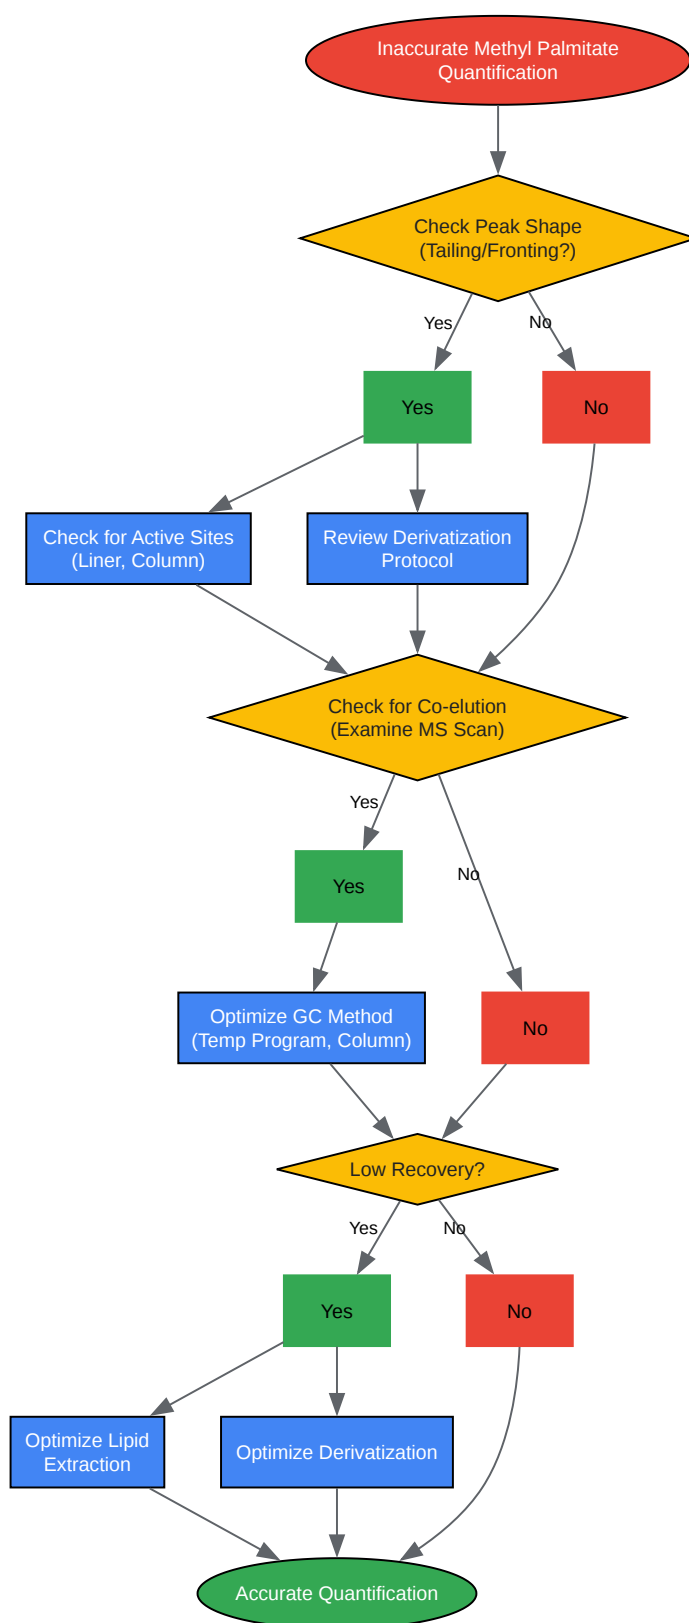 Inaccurate Methyl Palmitate
Quantification
Check Peak Shape
(Tailing/Fronting?)
Yes
No
Yes
No
Check for Active Sites
(Liner, Column)
Review Derivatization
Protocol
Check for Co-elution
(Examine MS Scan)
Yes
No
Yes
Optimize GC Method
(Temp Program, Column)
No
Low Recovery?
Yes
No
Yes
No
Optimize Lipid
Extraction
Optimize Derivatization
Accurate Quantification